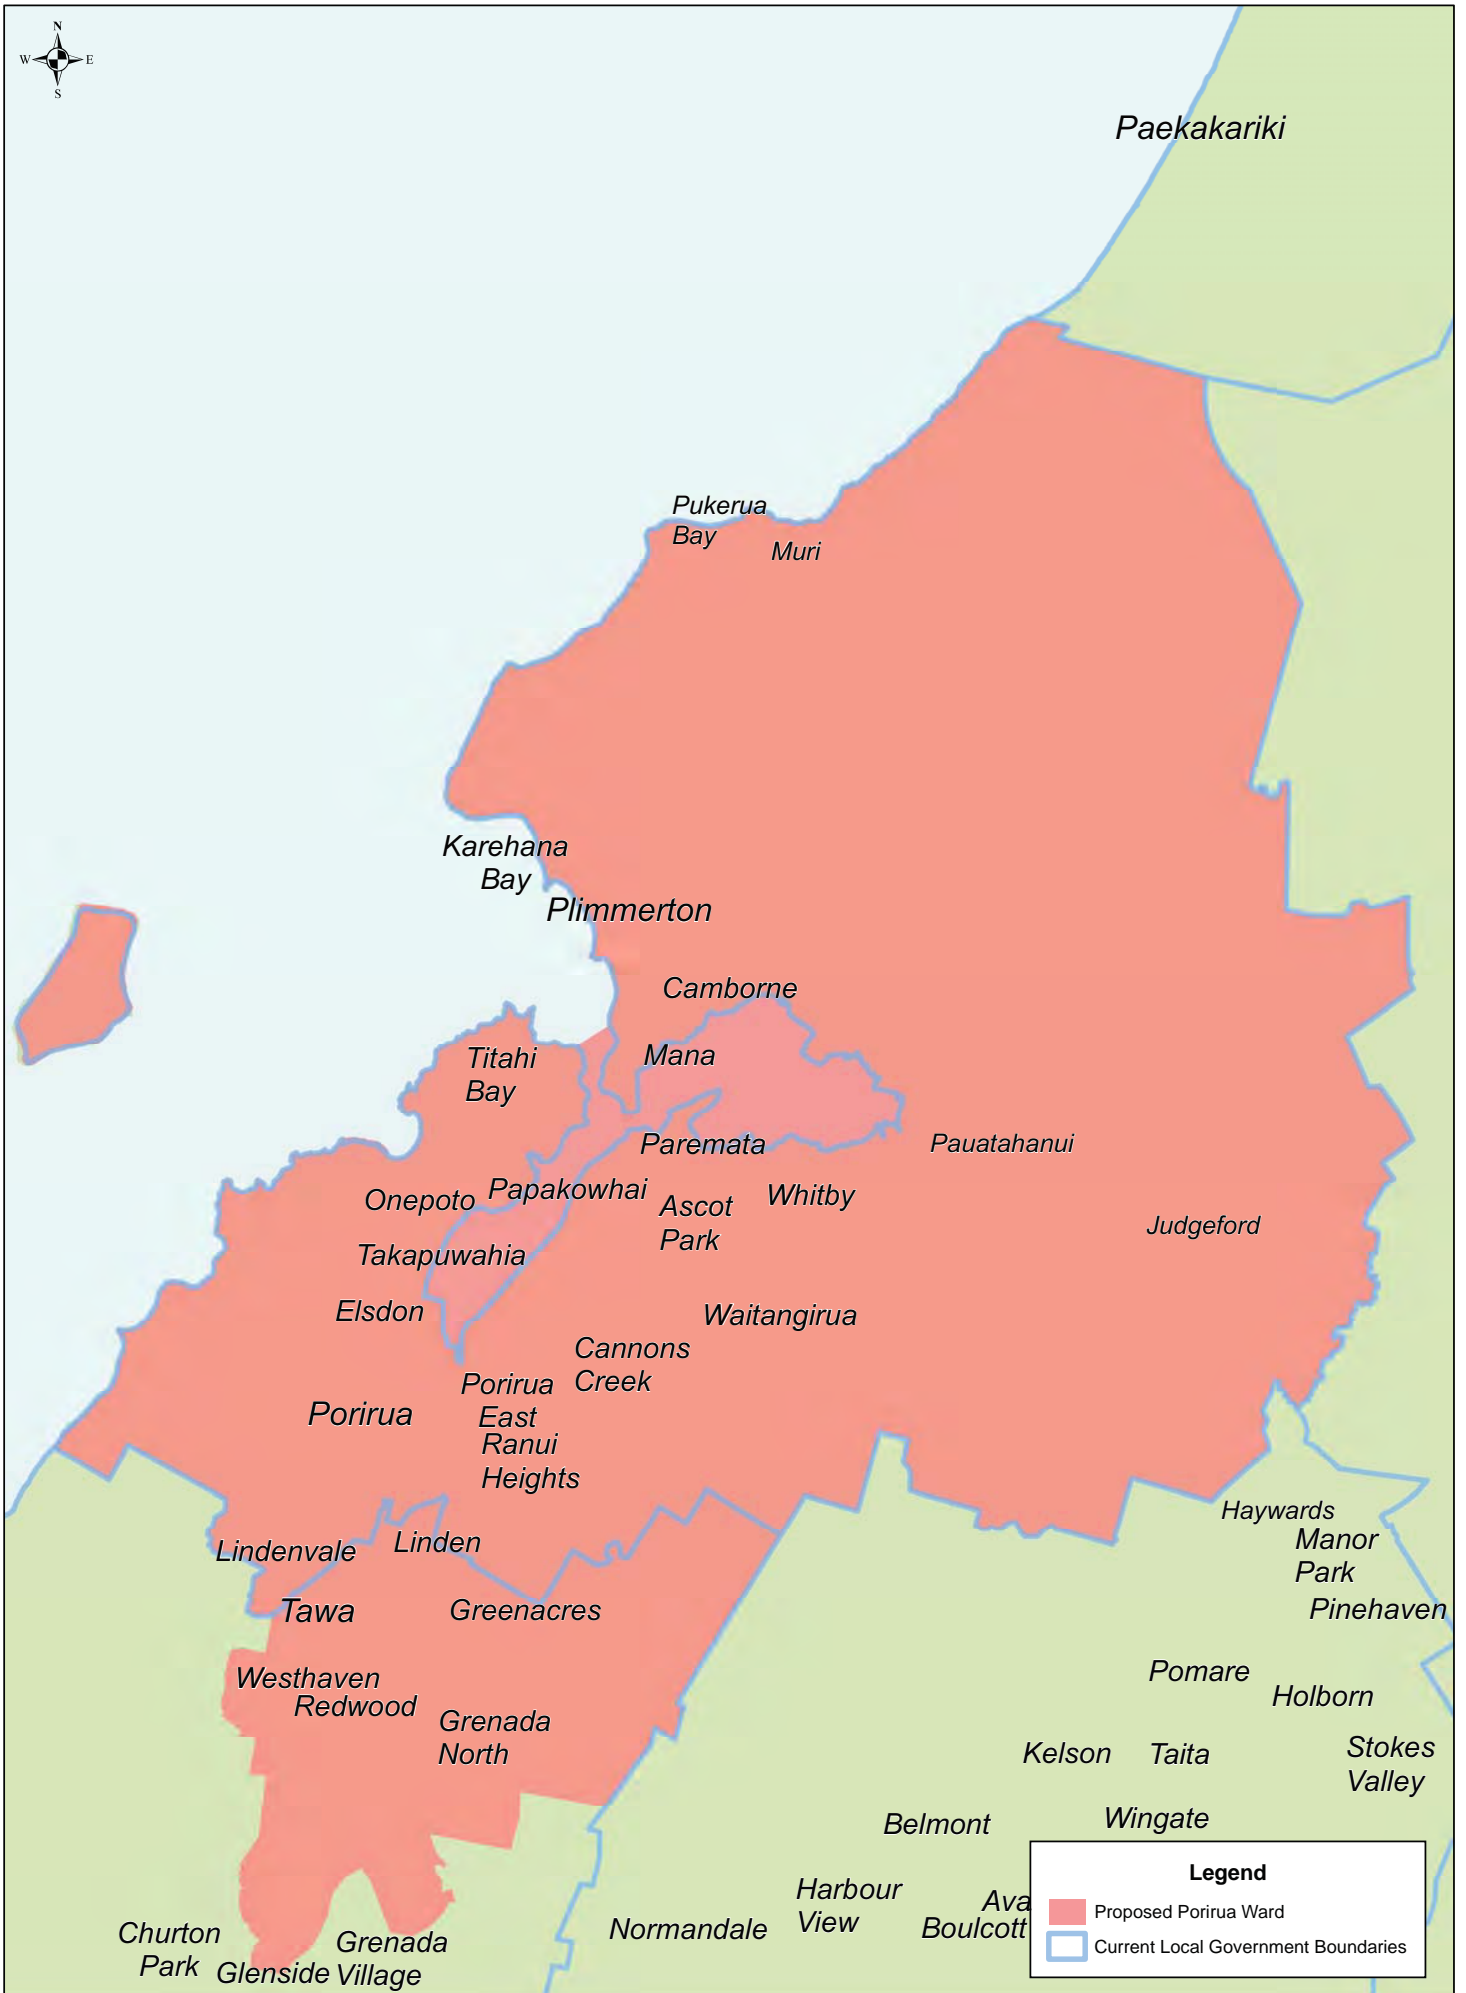 N
W E
S
Paekakariki
Pukerua
Bay
Muri
Karehana
Bay
Plimmerton
Camborne
Titahi
Bay
Mana
Paremata
Pauatahanui
Onepoto
Papakowhai
Ascot
Park
Whitby
Judgeford
Takapuwahia
Elsdon
Waitangirua
Cannons
Creek
Porirua
East
Porirua
Ranui
Heights
Haywards
Manor
Park
Lindenvale
Linden
Tawa
Greenacres
Pinehaven
Westhaven
Redwood
Pomare
Holborn
Grenada
North
Kelson
Taita
Stokes
Valley
Belmont
Wingate
Harbour
View
Ava
Boulcott
Normandale
Churton
Park
Glenside
Grenada
Village
Legend
Proposed Porirua Ward
Current Local Government Boundaries